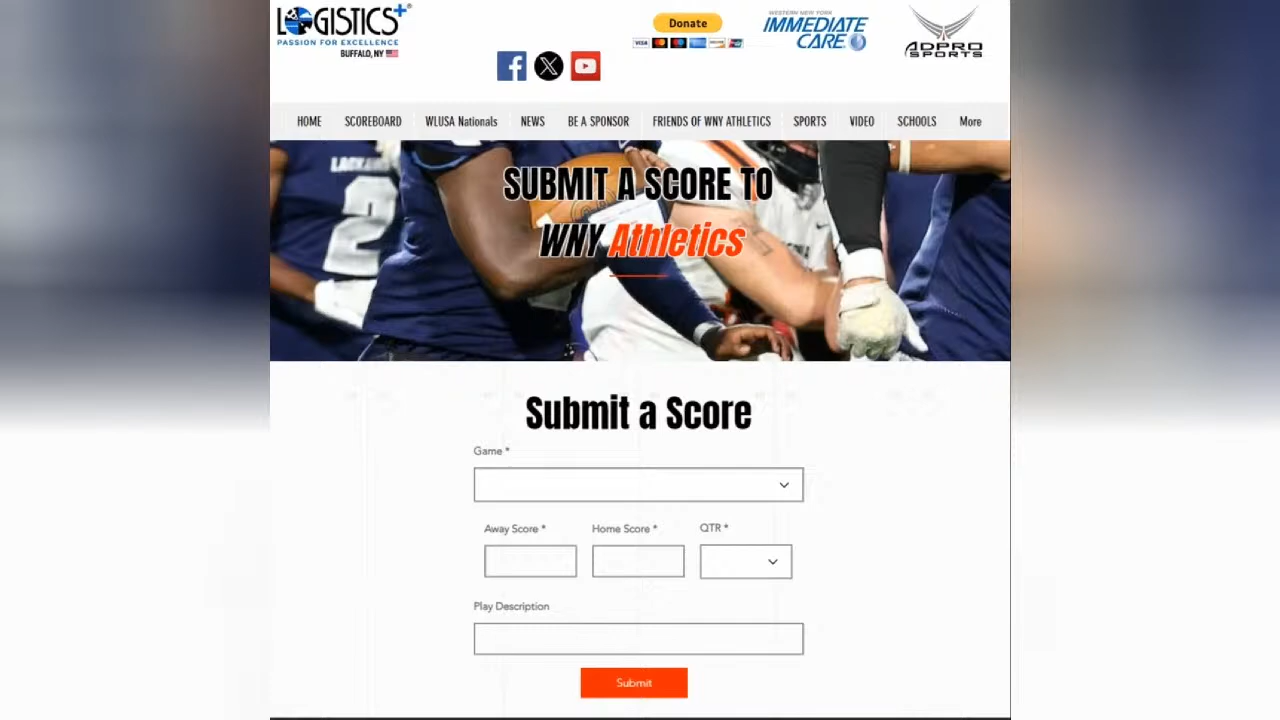 LOGISTICS+
PASSION FOR EXCELLENCE
BUFFALO, NY
Donate
VISA
WESTERN NEW YORK
IMMEDIATE
CARE
ADPRO
SPORTS
HOME SCOREBOARD WLUSA Nationals NEWS BE A SPONSOR FRIENDS OF WNY ATHLETICS SPORTS VIDEO SCHOOLS More
2
SUBMIT A SCORE TO
WNY Athletics
Submit a Score
Game *
Away Score * Home Score * QTR *
Play Description
Submit